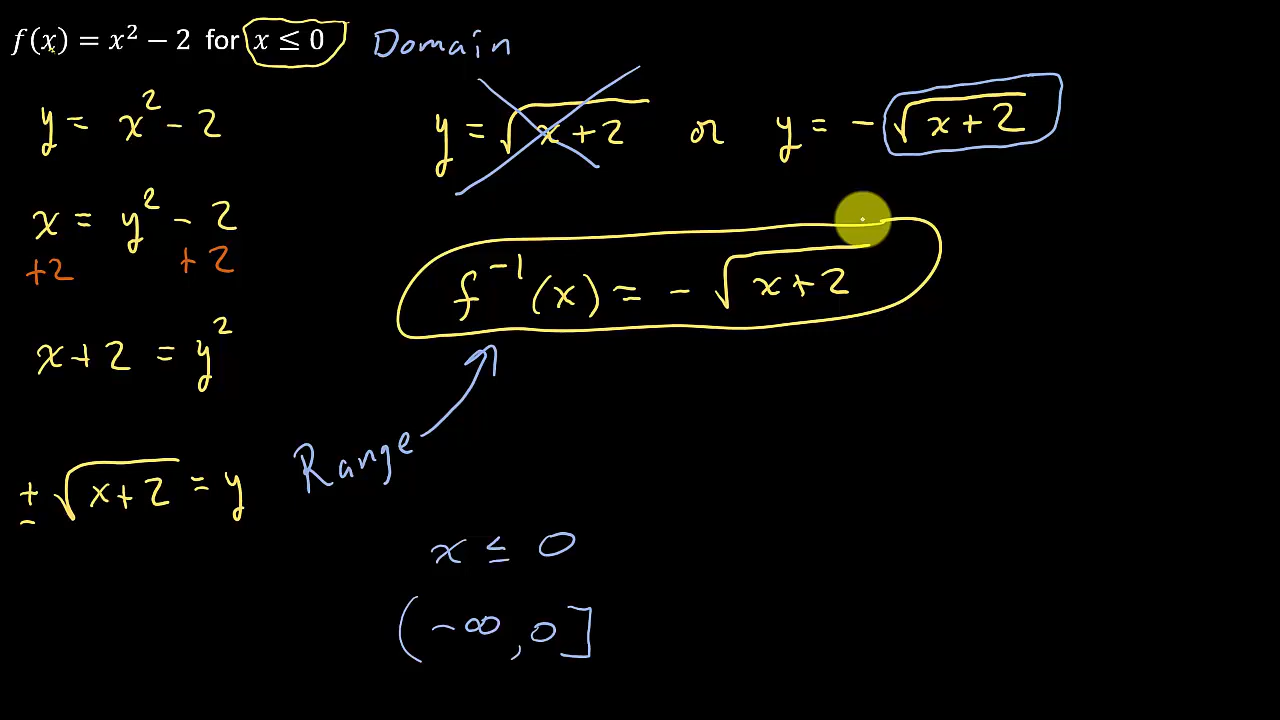 f(x) = x² − 2 for x ≤ 0 Domain
y = x² − 2
x = y² − 2
+2 +2
x + 2 = y²
± √(x+2) = y
y = √(x+2) or y = − √(x+2)
f⁻¹(x) = − √(x+2)
Range
x ≤ 0
(−∞, 0]